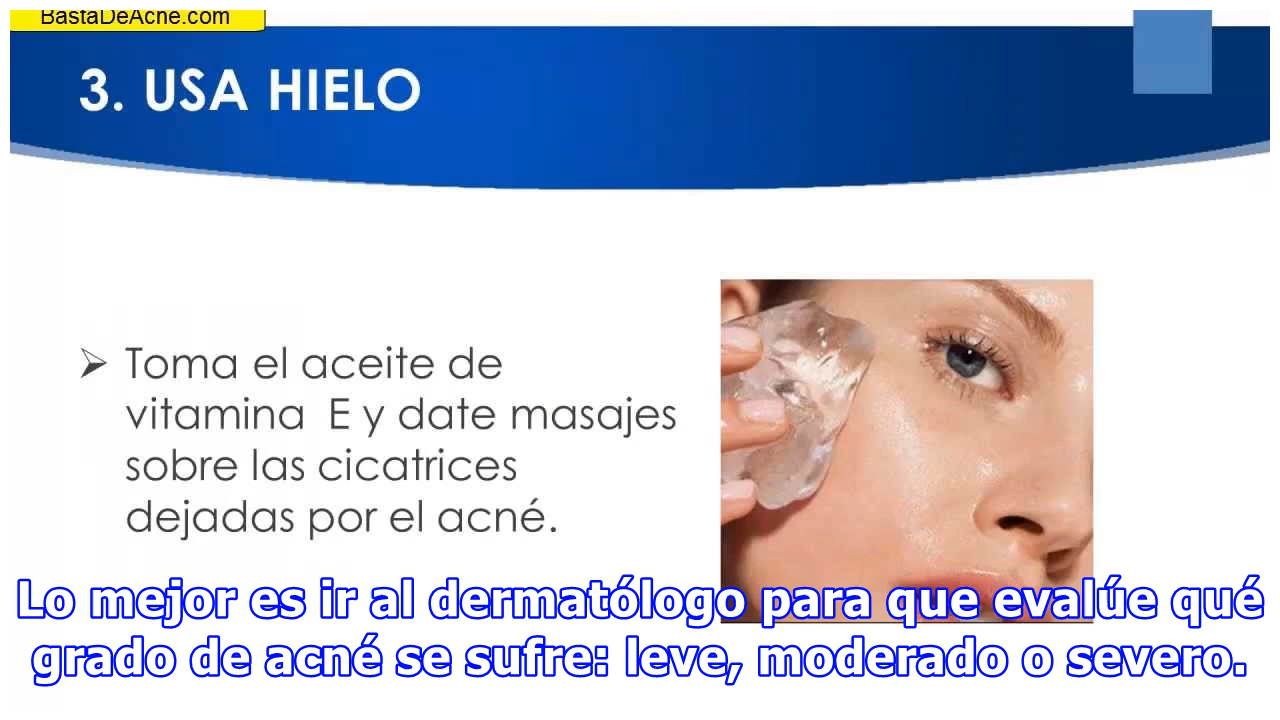 BastaDeAcne.com
3. USA HIELO
➢ Toma el aceite de
vitamina E y date masajes
sobre las cicatrices
dejadas por el acné.
Lo mejor es ir al dermatólogo para que evalúe qué
grado de acné se sufre: leve, moderado o severo.